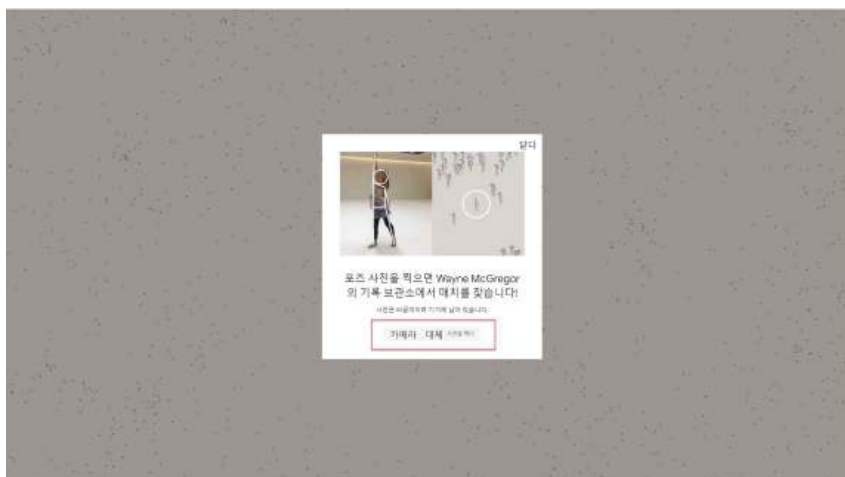 닫다
포즈 사진을 찍으면 Wayne McGregor
의 기록 보관소에서 매치를 찾습니다!
카메라 대체